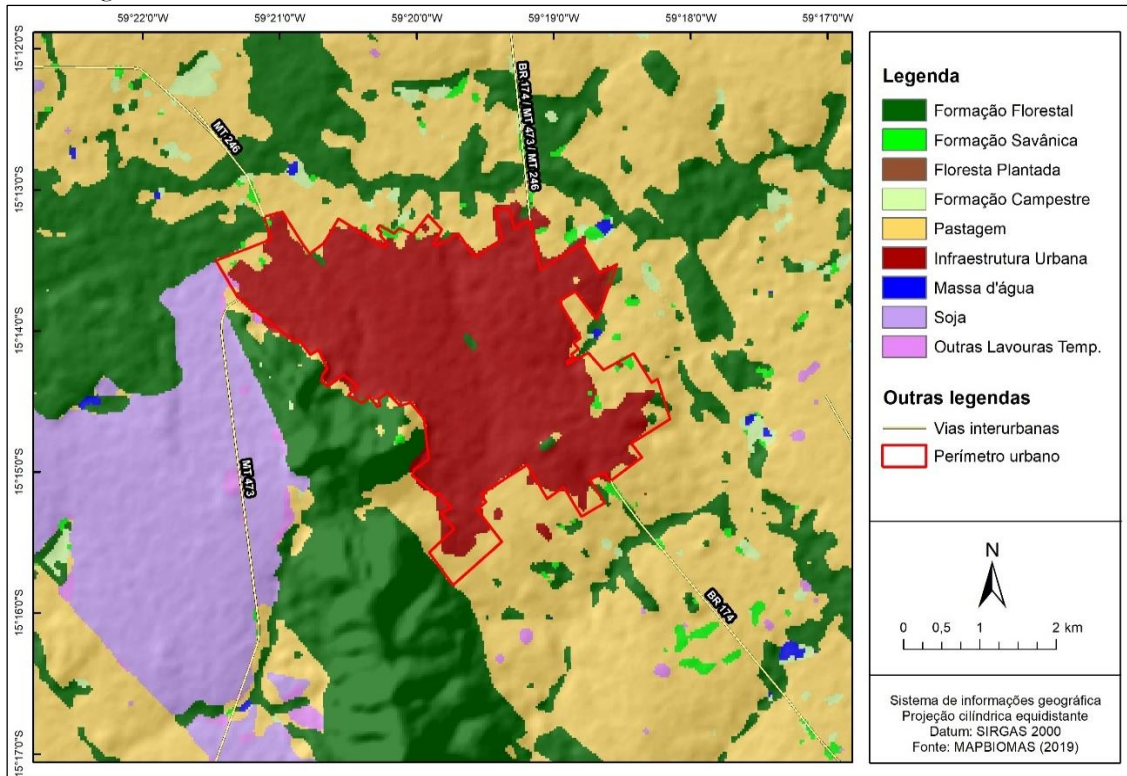 59°22'0"W
59°21'0"W
59°20'0"W
59°19'0"W
59°18'0"W
59°17'0"W
15°12'0"S
15°13'0"S
15°14'0"S
15°15'0"S
15°16'0"S
15°17'0"S
MT 246
BR 174 / MT 473 / MT 246
MT 473
BR 174
Legenda
Formação Florestal
Formação Savânica
Floresta Plantada
Formação Campestre
Pastagem
Infraestrutura Urbana
Massa d'água
Soja
Outras Lavouras Temp.
Outras legendas
Vias interurbanas
Perímetro urbano
N
0 0,5 1 2 km
Sistema de informações geográfica
Projeção cilíndrica equidistante
Datum: SIRGAS 2000
Fonte: MAPBIOMAS (2019)